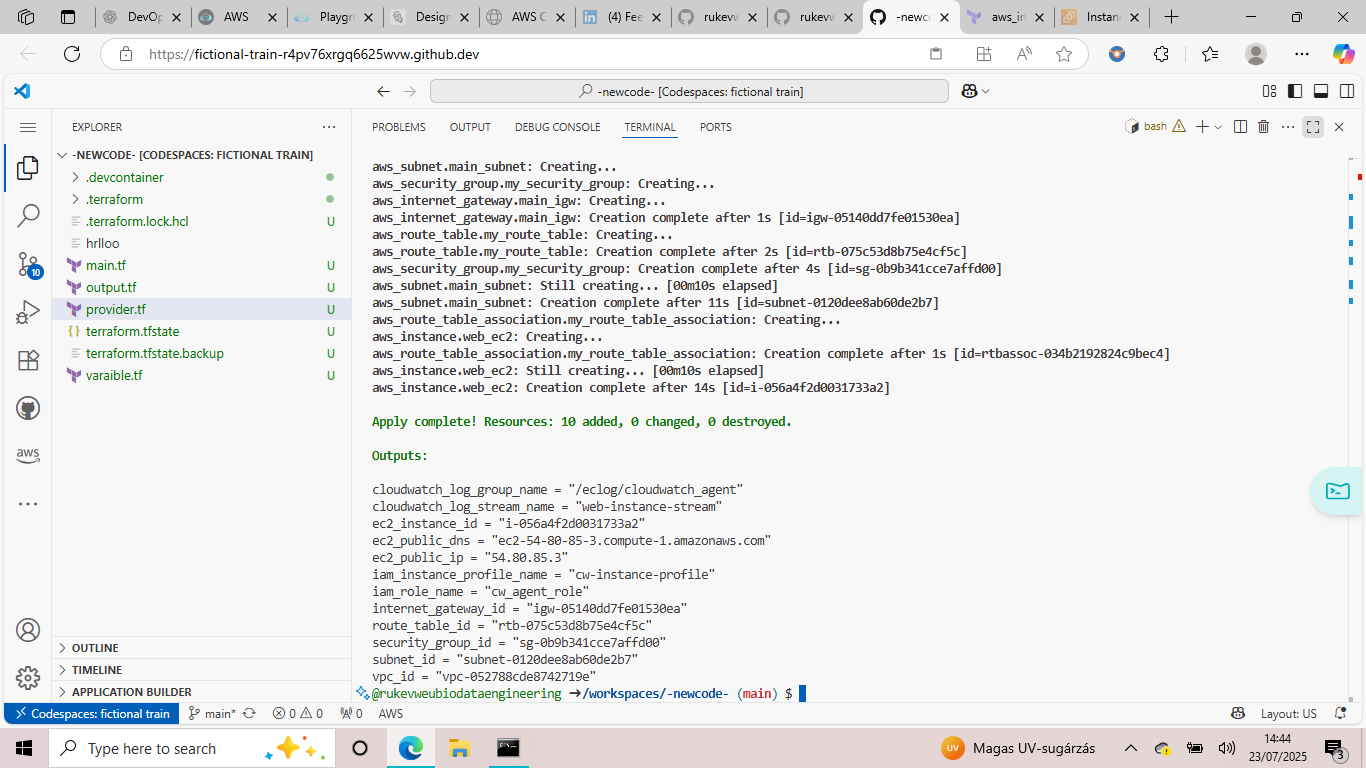 DevOp
AWS
Playgr
Design
AWS C
(4) Fee
rukevw
rukevw
-newc
aws_in
Instan
https://fictional-train-r4pv76xrgq6625wvw.github.dev
-newcode- [Codespaces: fictional train]
EXPLORER
PROBLEMS OUTPUT DEBUG CONSOLE TERMINAL PORTS
bash
-NEWCODE- [CODESPACES: FICTIONAL TRAIN]
.devcontainer
.terraform
.terraform.lock.hcl U
hrlloo
main.tf U
output.tf U
provider.tf U
terraform.tfstate U
terraform.tfstate.backup U
varaible.tf U
10
aws
OUTLINE
TIMELINE
APPLICATION BUILDER
aws_subnet.main_subnet: Creating...
aws_security_group.my_security_group: Creating...
aws_internet_gateway.main_igw: Creating...
aws_internet_gateway.main_igw: Creation complete after 1s [id=igw-05140dd7fe01530ea]
aws_route_table.my_route_table: Creating...
aws_route_table.my_route_table: Creation complete after 2s [id=rtb-075c53d8b75e4cf5c]
aws_security_group.my_security_group: Creation complete after 4s [id=sg-0b9b341cce7affd00]
aws_subnet.main_subnet: Still creating... [00m10s elapsed]
aws_subnet.main_subnet: Creation complete after 11s [id=subnet-0120dee8ab60de2b7]
aws_route_table_association.my_route_table_association: Creating...
aws_instance.web_ec2: Creating...
aws_route_table_association.my_route_table_association: Creation complete after 1s [id=rtbassoc-034b2192824c9bec4]
aws_instance.web_ec2: Still creating... [00m10s elapsed]
aws_instance.web_ec2: Creation complete after 14s [id=i-056a4f2d0031733a2]
Apply complete! Resources: 10 added, 0 changed, 0 destroyed.
Outputs:
cloudwatch_log_group_name = "/eclog/cloudwatch_agent"
cloudwatch_log_stream_name = "web-instance-stream"
ec2_instance_id = "i-056a4f2d0031733a2"
ec2_public_dns = "ec2-54-80-85-3.compute-1.amazonaws.com"
ec2_public_ip = "54.80.85.3"
iam_instance_profile_name = "cw-instance-profile"
iam_role_name = "cw_agent_role"
internet_gateway_id = "igw-05140dd7fe01530ea"
route_table_id = "rtb-075c53d8b75e4cf5c"
security_group_id = "sg-0b9b341cce7affd00"
subnet_id = "subnet-0120dee8ab60de2b7"
vpc_id = "vpc-052788cde8742719e"
@rukevweubiodataengineering ➜/workspaces/-newcode- (main) $
Codespaces: fictional train main* 0 0 0 AWS Layout: US
Type here to search
UV Magas UV-sugárzás
14:44
23/07/2025
3